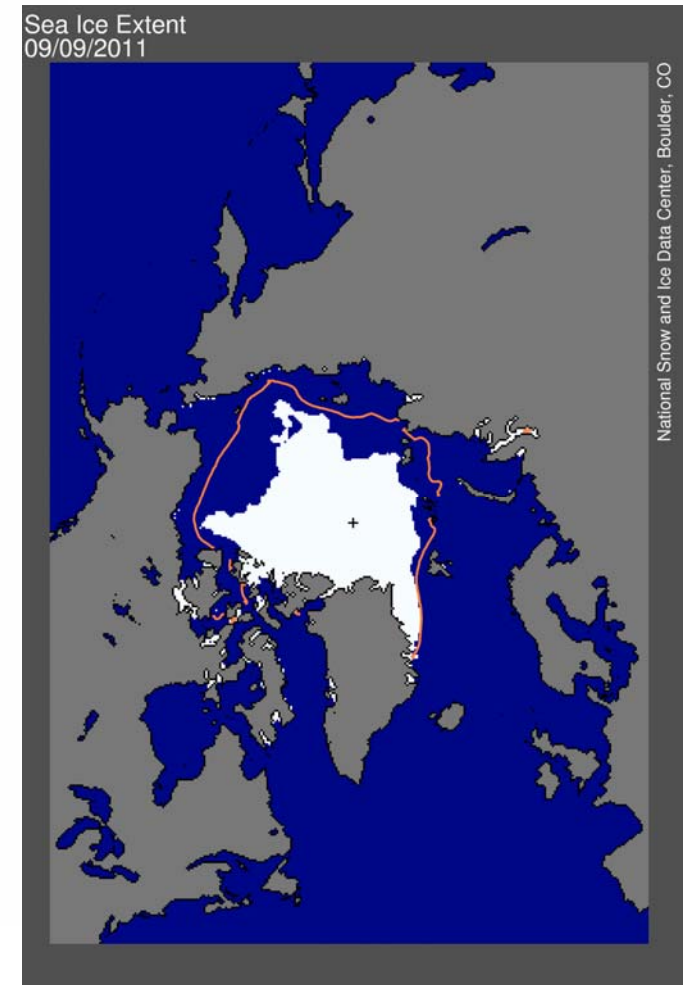 Sea Ice Extent
09/09/2011
National Snow and Ice Data Center, Boulder, CO